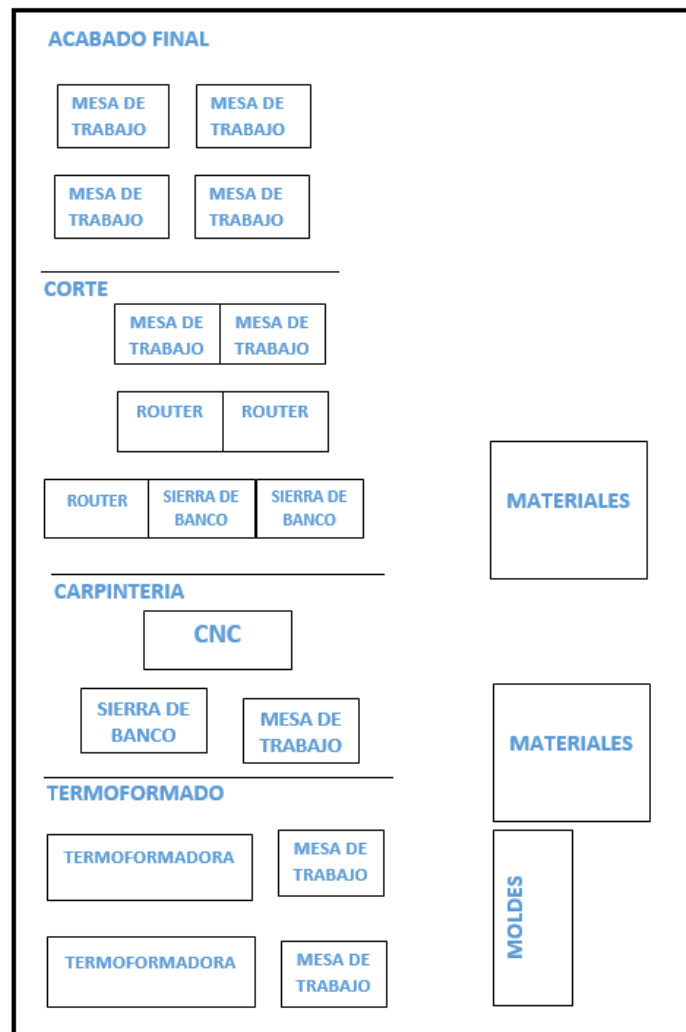 ACABADO FINAL
MESA DE
TRABAJO
MESA DE
TRABAJO
MESA DE
TRABAJO
MESA DE
TRABAJO
CORTE
MESA DE
TRABAJO
MESA DE
TRABAJO
ROUTER
ROUTER
ROUTER
SIERRA DE
BANCO
SIERRA DE
BANCO
MATERIALES
CARPINTERIA
CNC
SIERRA DE
BANCO
MESA DE
TRABAJO
MATERIALES
TERMOFORMADO
TERMOFORMADORA
MESA DE
TRABAJO
MOLDES
TERMOFORMADORA
MESA DE
TRABAJO